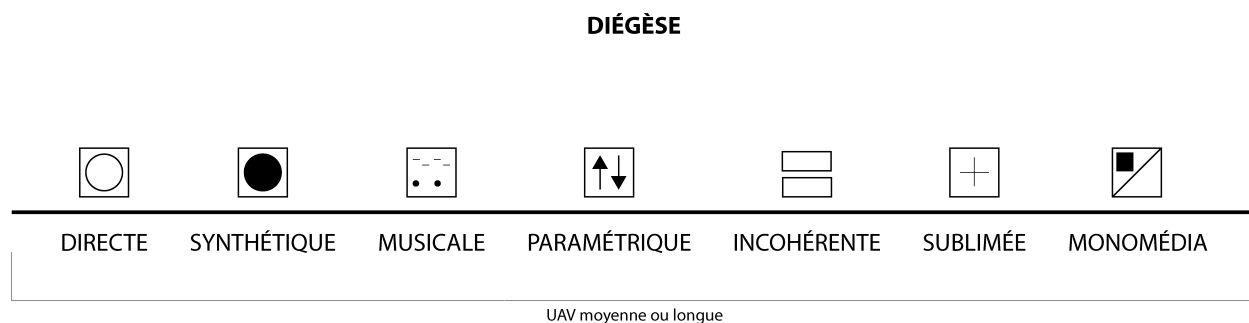 DIÉGÈSE
DIRECTE SYNTHÉTIQUE MUSICALE PARAMÉTRIQUE INCOHÉRENTE SUBLIMÉE MONOMÉDIA
UAV moyenne ou longue